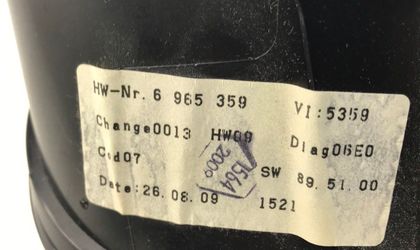 HW-Nr. 6 965 359 VI:5359
Change0013 HW09 Diag06E0
Cod07 SW 89.51.00
Date:26.08.09 1521
1564
2009